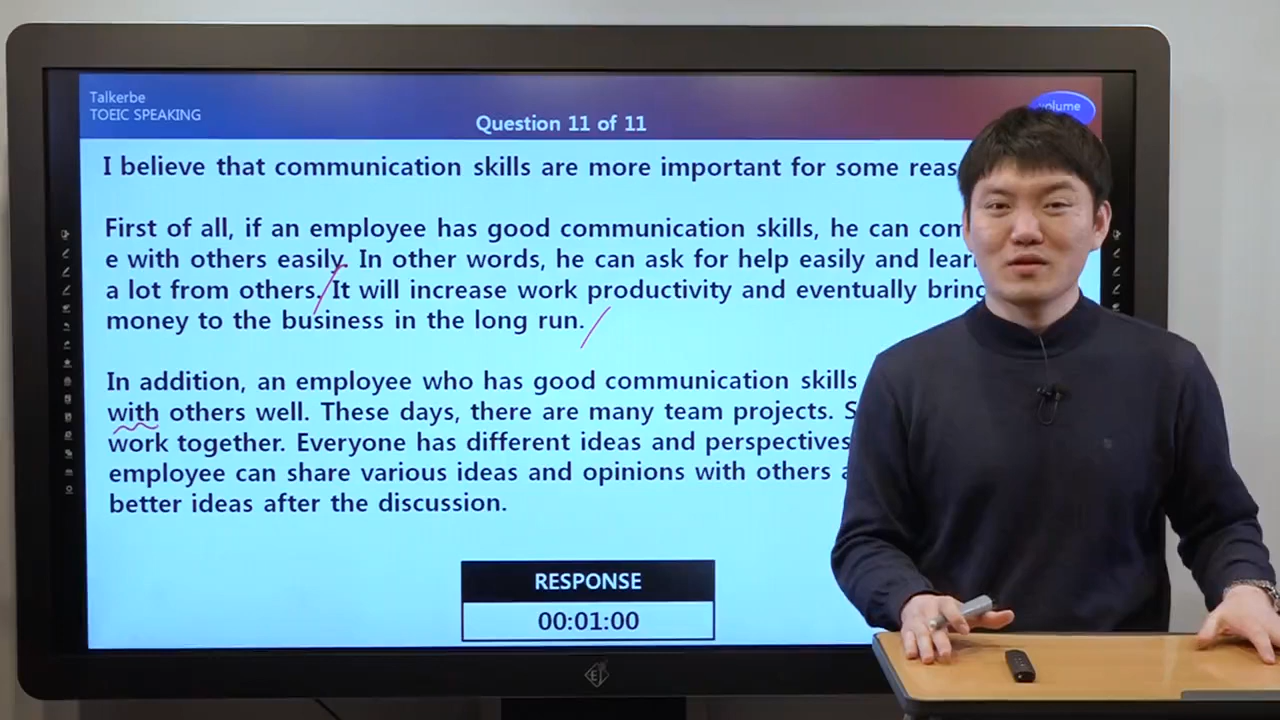 Talkerbe
TOEIC SPEAKING
Question 11 of 11
volume
I believe that communication skills are more important for some reas
First of all, if an employee has good communication skills, he can com
e with others easily. In other words, he can ask for help easily and lear
a lot from others. It will increase work productivity and eventually bring
money to the business in the long run.
In addition, an employee who has good communication skills
with others well. These days, there are many team projects. S
work together. Everyone has different ideas and perspectives
employee can share various ideas and opinions with others a
better ideas after the discussion.
RESPONSE
00:01:00